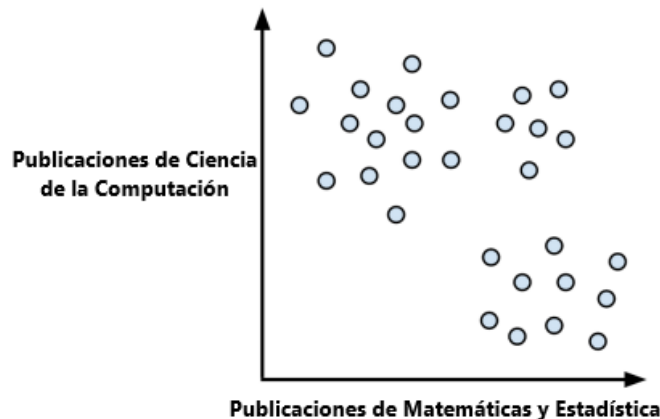 Publicaciones de Ciencia
de la Computación
Publicaciones de Matemáticas y Estadística